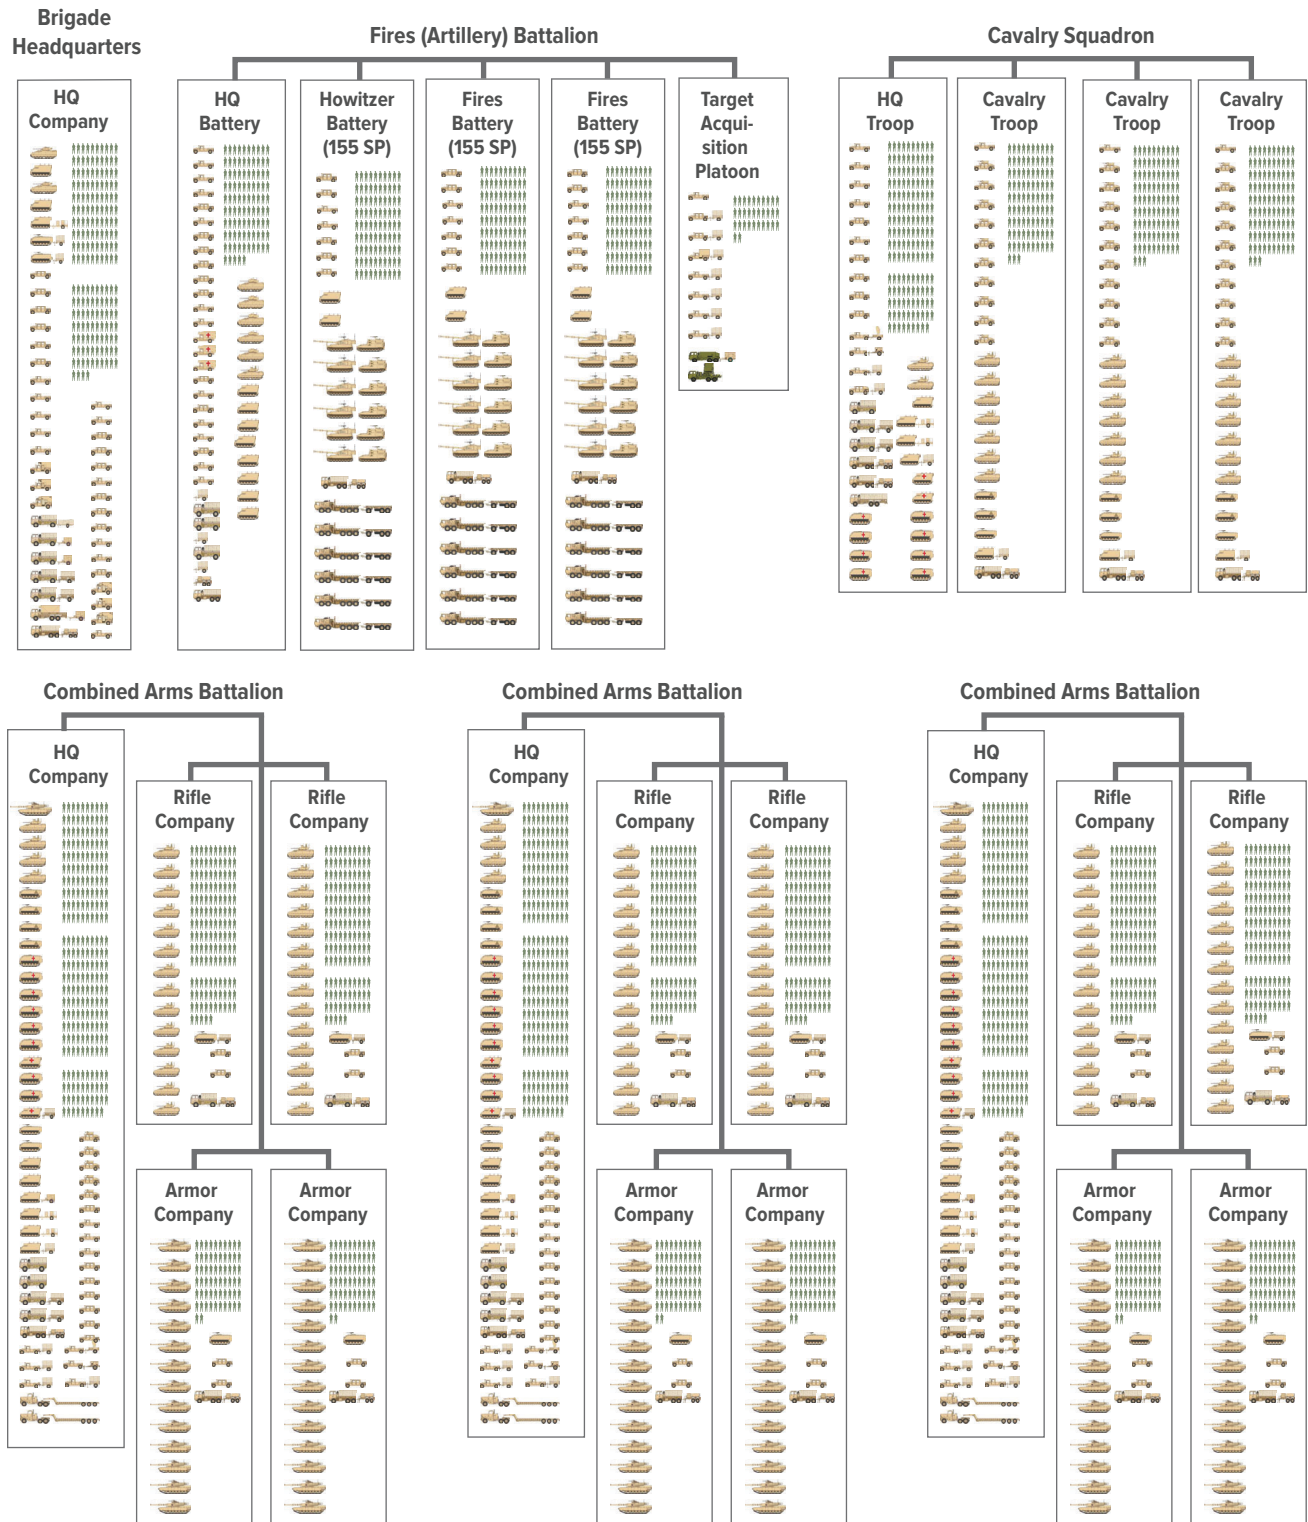 Brigade
Headquarters
Fires (Artillery) Battalion
Cavalry Squadron
HQ
Company
HQ
Battery
Howitzer
Battery
(155 SP)
Fires
Battery
(155 SP)
Fires
Battery
(155 SP)
Target
Acqui-
sition
Platoon
HQ
Troop
Cavalry
Troop
Cavalry
Troop
Cavalry
Troop
Combined Arms Battalion
Combined Arms Battalion
Combined Arms Battalion
HQ
Company
Rifle
Company
Rifle
Company
HQ
Company
Rifle
Company
Rifle
Company
HQ
Company
Rifle
Company
Rifle
Company
Armor
Company
Armor
Company
Armor
Company
Armor
Company
Armor
Company
Armor
Company